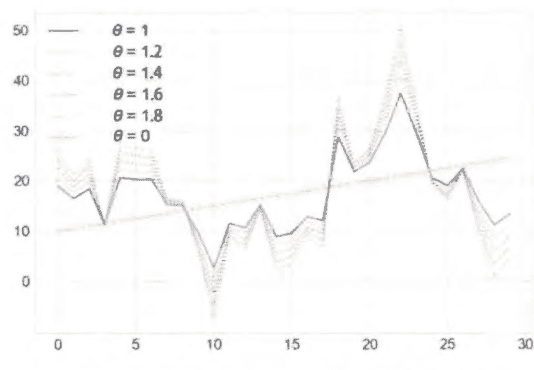 50
40
30
20
10
0
θ = 1
θ = 1.2
θ = 1.4
θ = 1.6
θ = 1.8
θ = 0
0 5 10 15 20 25 30